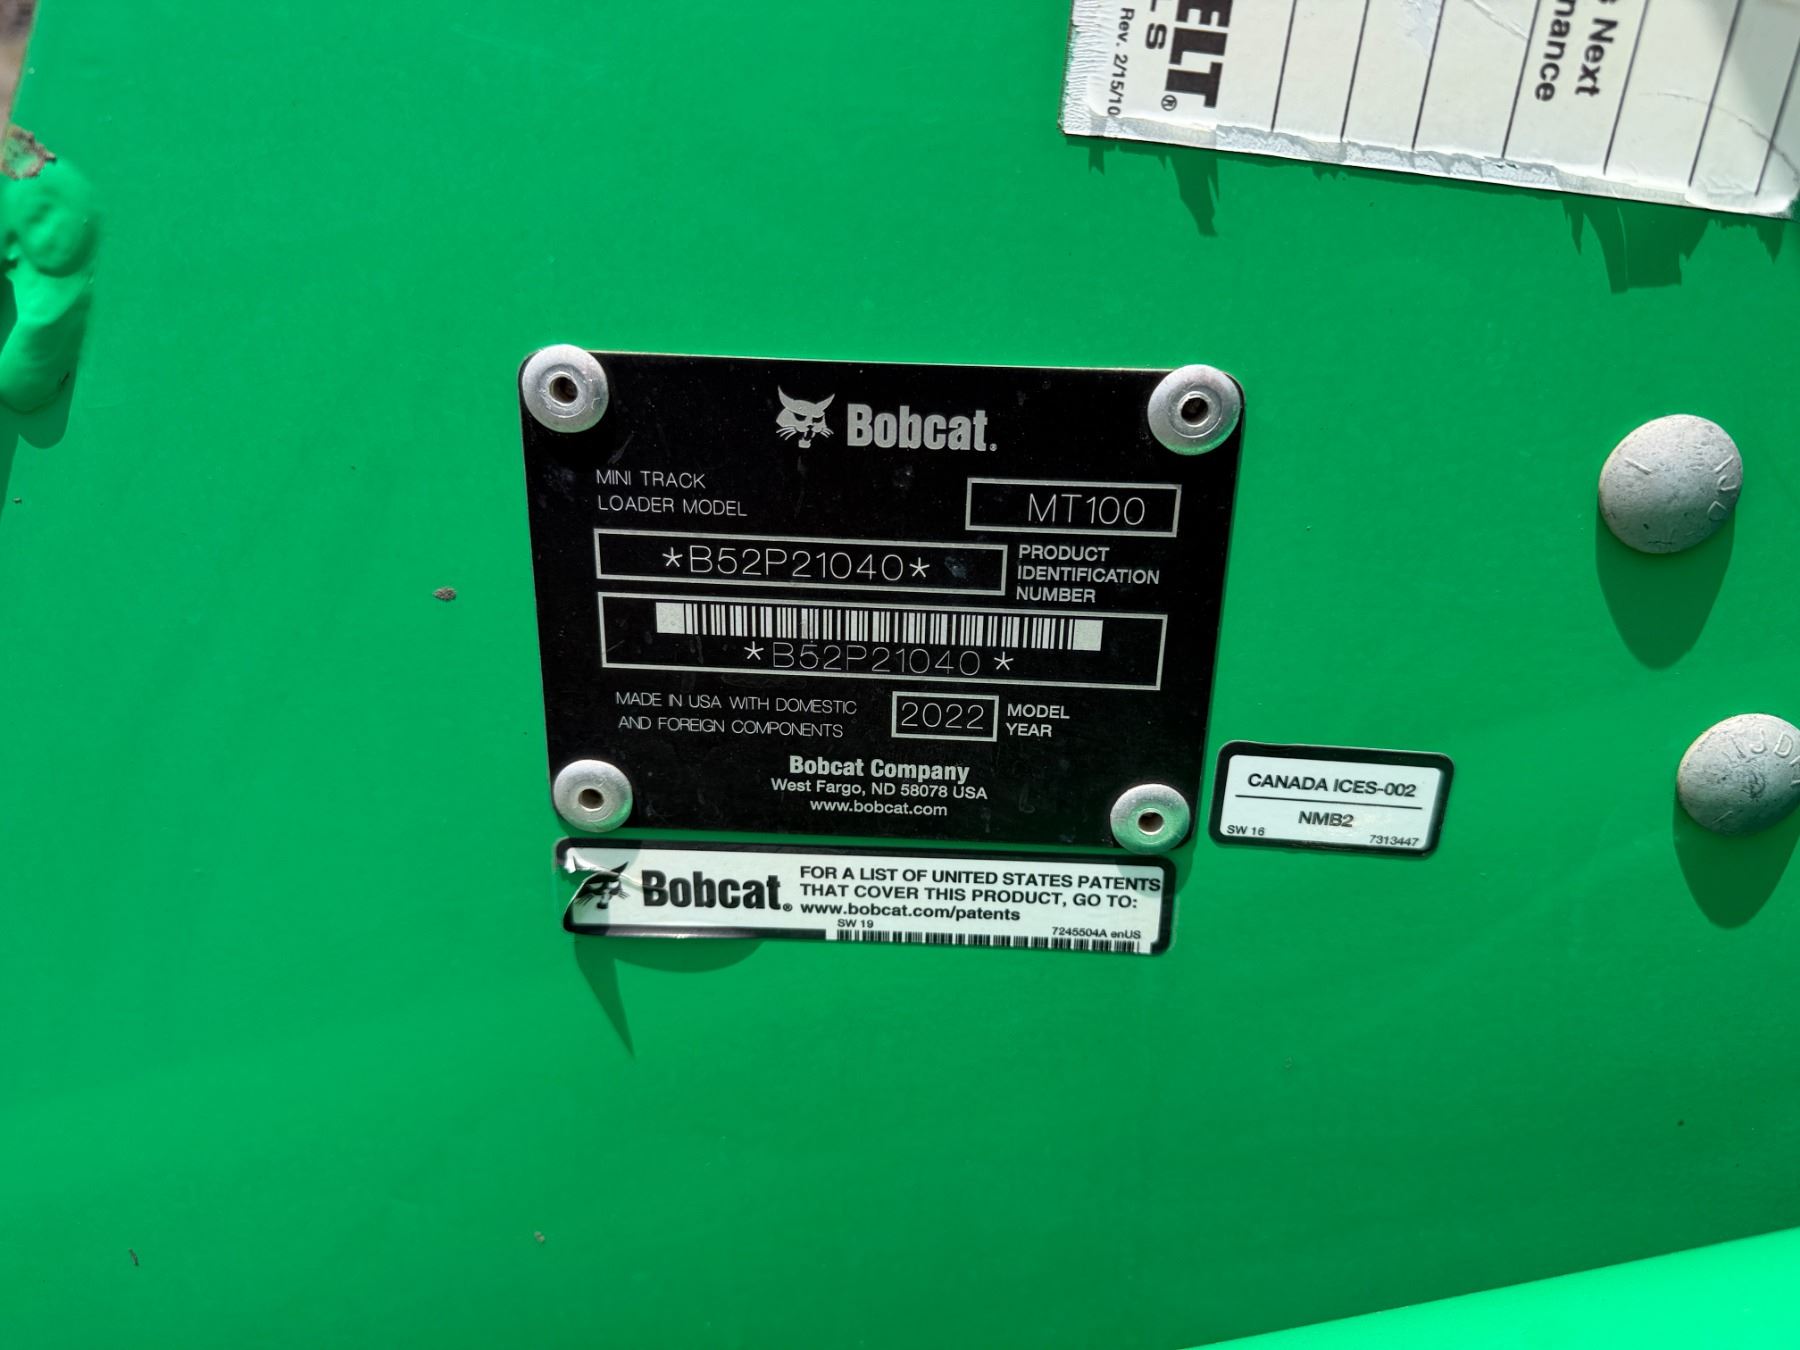 ELT®
LS
Rev. 2/15/10
Next
nance
Bobcat®
MINI TRACK
LOADER MODEL
MT100
*B52P21040*
PRODUCT
IDENTIFICATION
NUMBER
*B52P21040*
MADE IN USA WITH DOMESTIC
AND FOREIGN COMPONENTS
2022
MODEL
YEAR
Bobcat Company
West Fargo, ND 58078 USA
www.bobcat.com
CANADA ICES-002
NMB2
SW 16
7313447
Bobcat®
FOR A LIST OF UNITED STATES PATENTS
THAT COVER THIS PRODUCT, GO TO:
www.bobcat.com/patents
SW 19
7245504A enUS